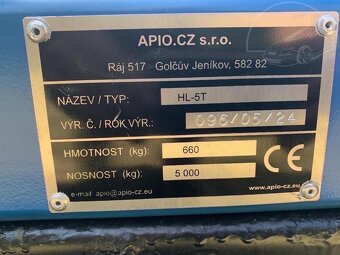 APIO.CZ s.r.o.
Ráj 517 Golčův Jeníkov, 582 82
NÁZEV / TYP: HL-5T
VÝR. Č. / ROK VÝR.: 096/05/24
HMOTNOST (kg): 660
NOSNOST (kg): 5 000
CE
e-mail: apio@apio-cz.eu www.apio-cz.eu